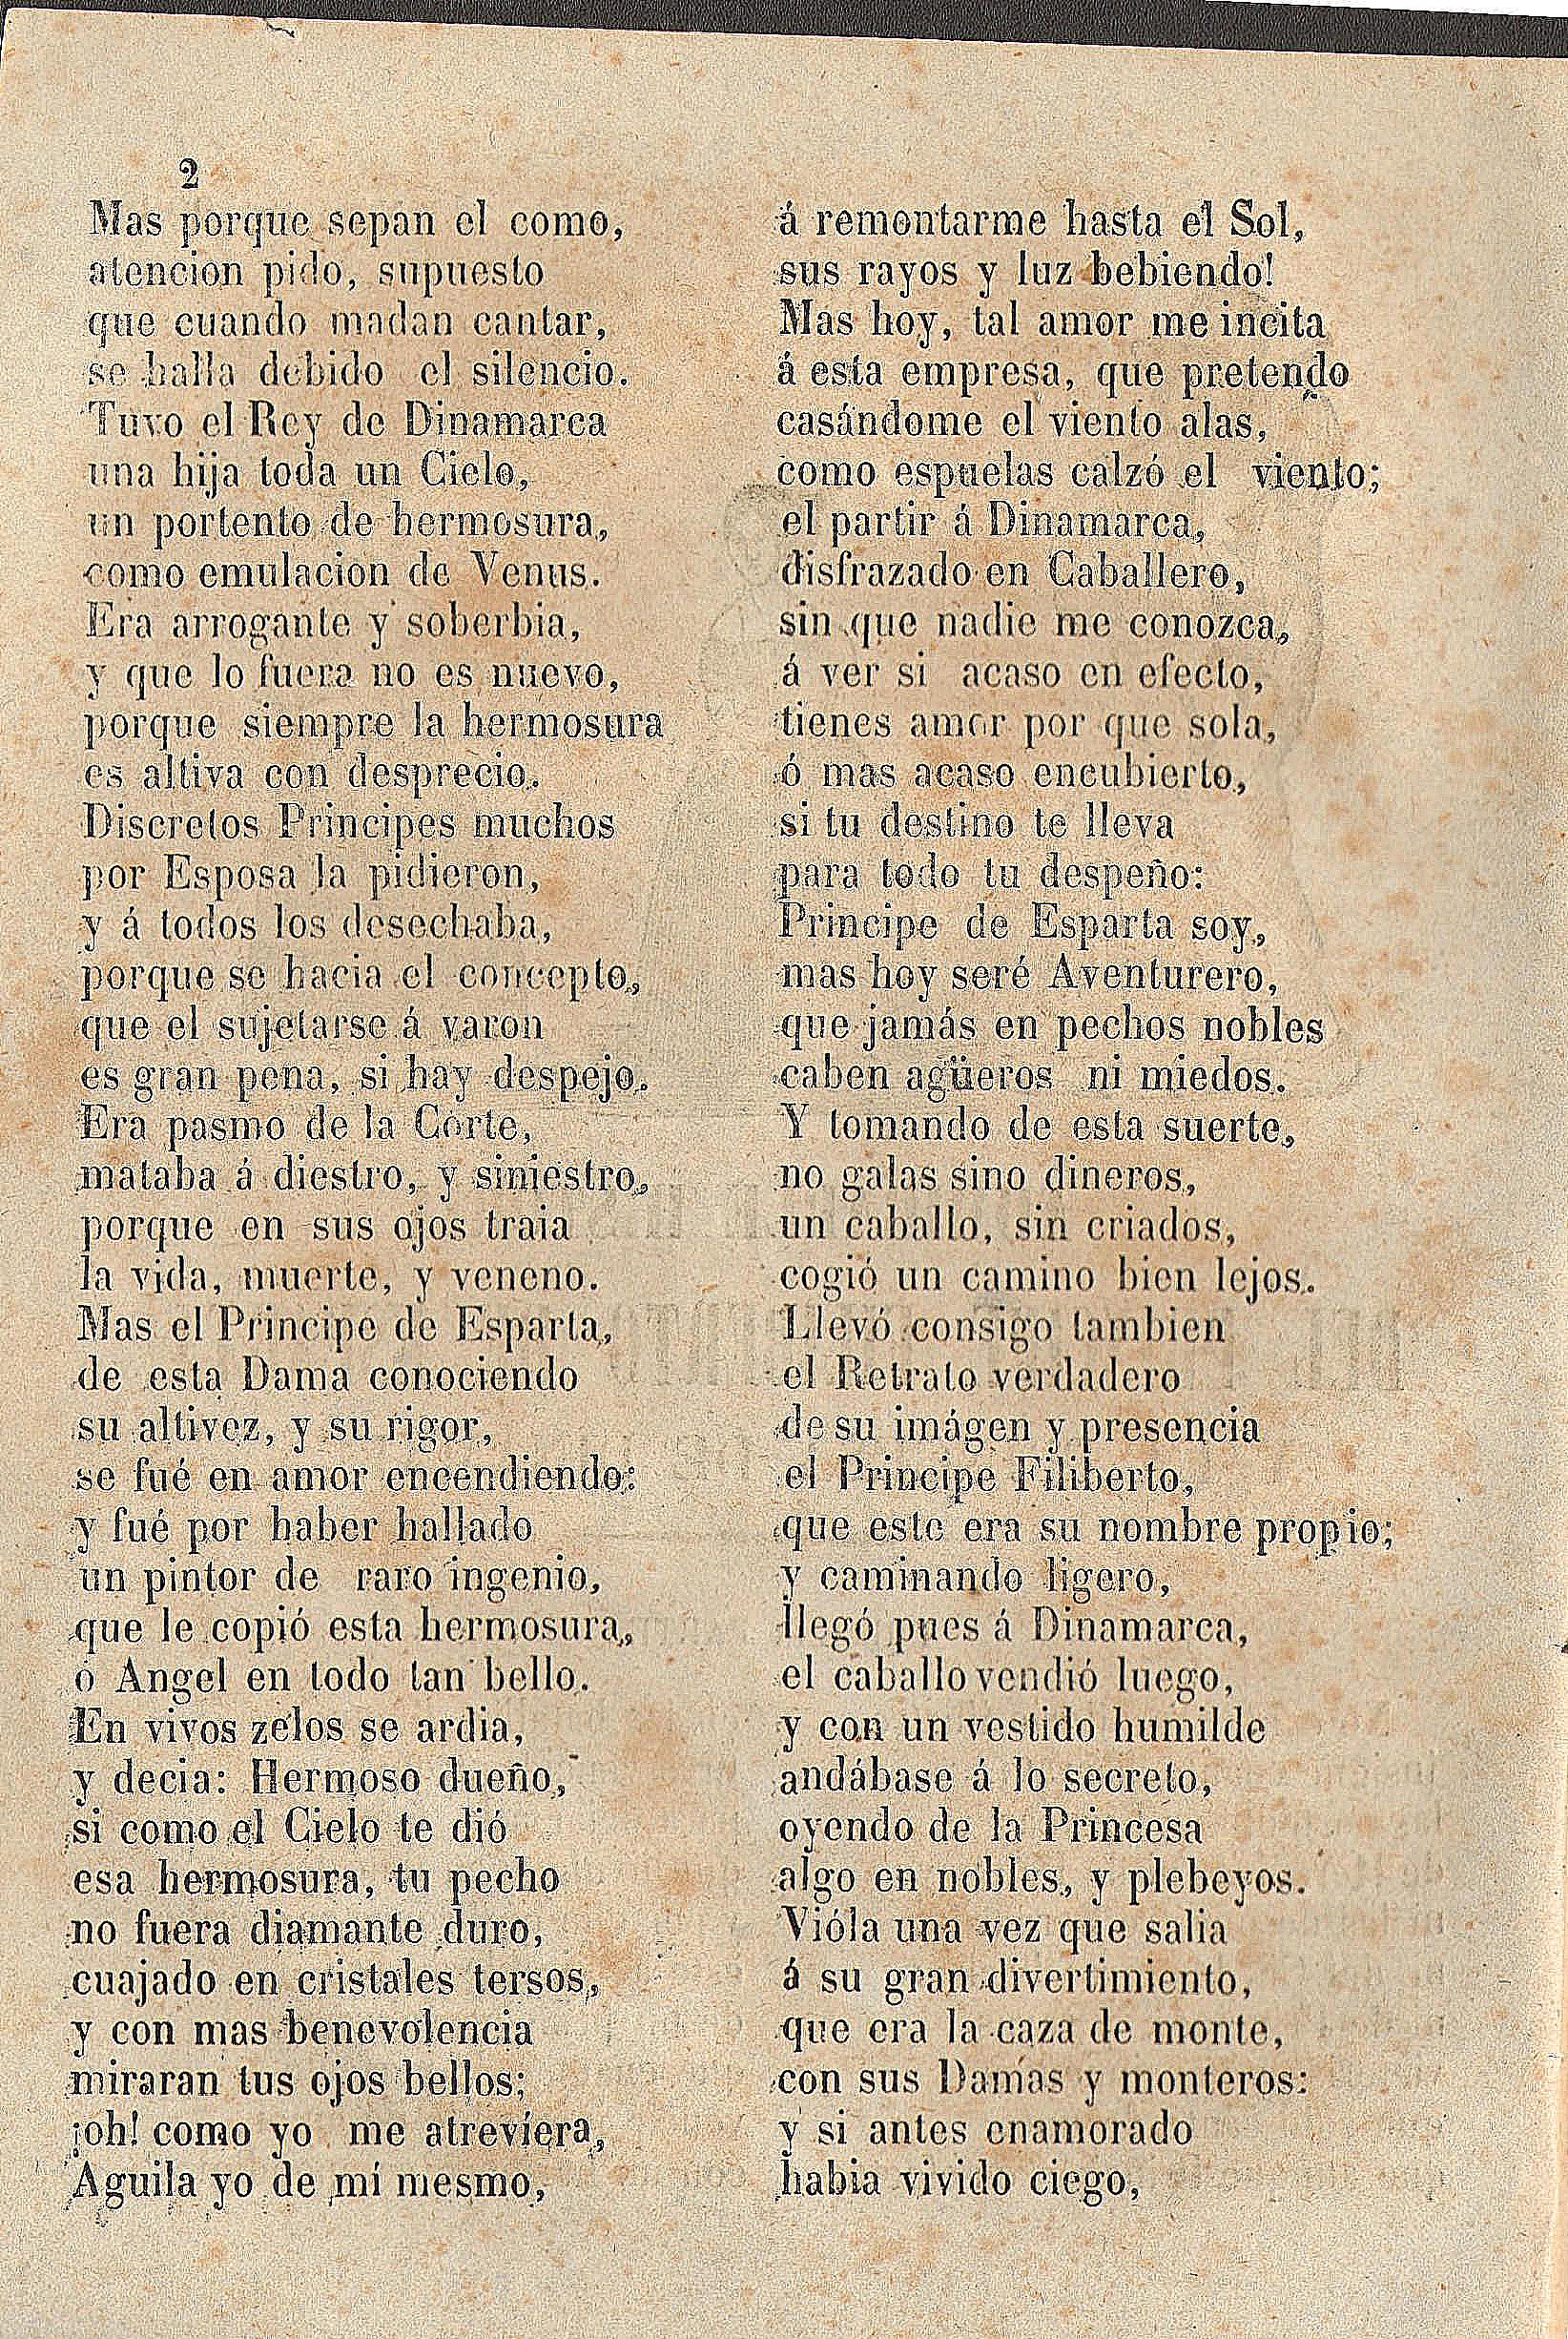 2
Mas porque sepan el como,
atencion pido, supuesto
que cuando madan cantar,
se halla debido el silencio.
Tuvo el Rey de Dinamarca
una hija toda un Cielo,
un portento de hermosura,
como emulacion de Venus.
Era arrogante y soberbia,
y que lo fuera no es nuevo,
porque siempre la hermosura
es altiva con desprecio.
Discretos Principes muchos
por Esposa la pidieron,
y á todos los desechaba,
porque se hacia el concepto,
que el sujetarse á varon
es gran pena, si hay despejo.
Era pasmo de la Corte,
mataba á diestro, y siniestro,
porque en sus ojos traia
la vida, muerte, y veneno.
Mas el Principe de Esparta,
de esta Dama conociendo
su altivez, y su rigor,
se fué en amor encendiendo:
y fué por haber hallado
un pintor de raro ingenio,
que le copió esta hermosura,
ó Angel en todo tan bello.
En vivos zelos se ardia,
y decia: Hermoso dueño,
si como el Cielo te dió
esa hermosura, tu pecho
no fuera diamante duro,
cuajado en cristales tersos,
y con mas benevolencia
miraran tus ojos bellos;
¡oh! como yo me atreviera,
Aguila yo de mí mesmo,
á remontarme hasta el Sol,
sus rayos y luz bebiendo!
Mas hoy, tal amor me incita
á esta empresa, que pretendo
casándome el viento alas,
como espuelas calzó el viento;
el partir á Dinamarca,
disfrazado en Caballero,
sin que nadie me conozca,
á ver si acaso en efecto,
tienes amor por que sola,
ó mas acaso encubierto,
si tu destino te lleva
para todo tu despeño:
Principe de Esparta soy,
mas hoy seré Aventurero,
que jamás en pechos nobles
caben agüeros ni miedos.
Y tomando de esta suerte,
no galas sino dineros,
un caballo, sin criados,
cogió un camino bien lejos.
Llevó consigo tambien
el Retrato verdadero
de su imágen y presencia
el Principe Filiberto,
que este era su nombre propio;
y caminando ligero,
llegó pues á Dinamarca,
el caballo vendió luego,
y con un vestido humilde
andábase á lo secreto,
oyendo de la Princesa
algo en nobles, y plebeyos.
Vióla una vez que salia
á su gran divertimiento,
que era la caza de monte,
con sus Damas y monteros:
y si antes enamorado
habia vivido ciego,